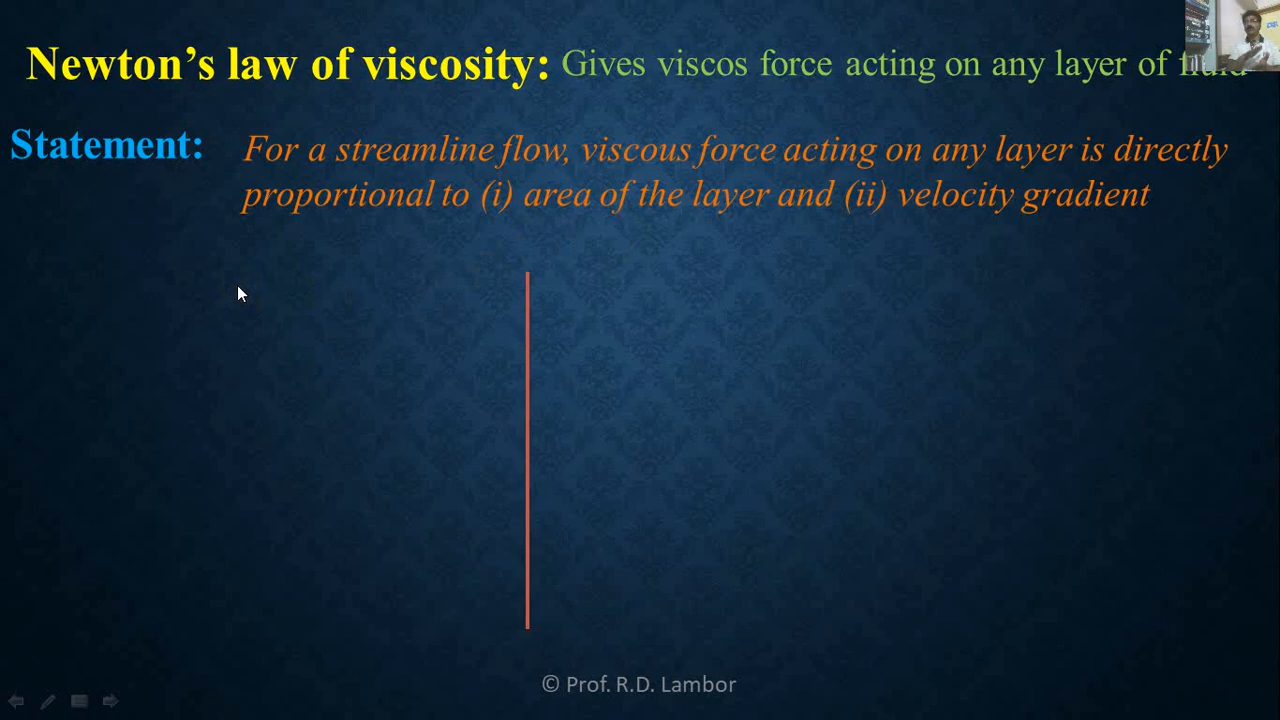 Newton’s law of viscosity: Gives viscos force acting on any layer of fluid
Statement: For a streamline flow, viscous force acting on any layer is directly
proportional to (i) area of the layer and (ii) velocity gradient
© Prof. R.D. Lambor